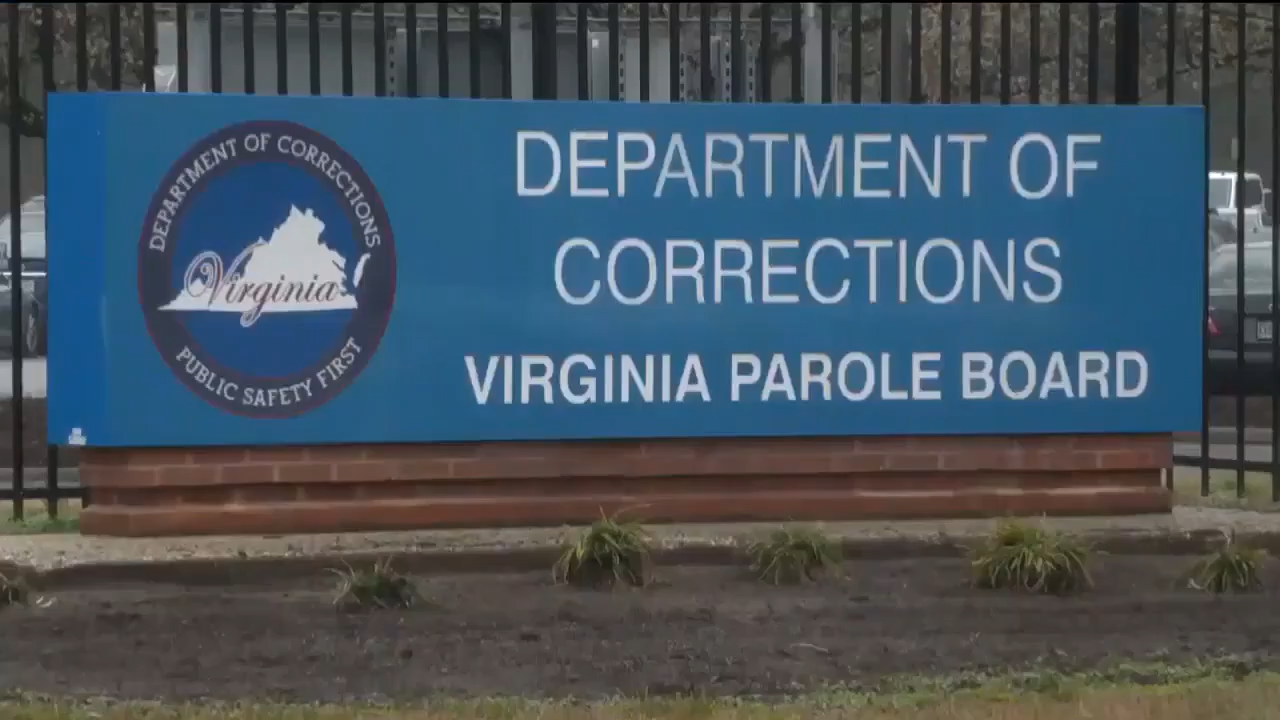 DEPARTMENT OF CORRECTIONS
Virginia
PUBLIC SAFETY FIRST
DEPARTMENT OF
CORRECTIONS
VIRGINIA PAROLE BOARD